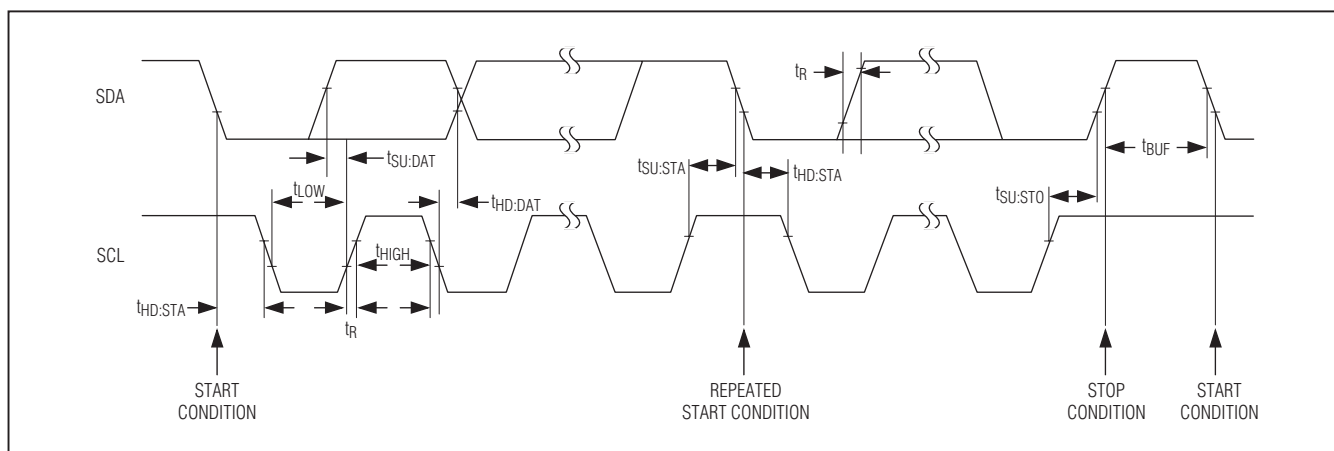 tR
SDA
tSU:DAT
tSU:STA
tHD:STA
tBUF
tLOW
tHD:DAT
tSU:STO
SCL
tHIGH
tHD:STA
tR
START
CONDITION
REPEATED
START CONDITION
STOP
CONDITION
START
CONDITION